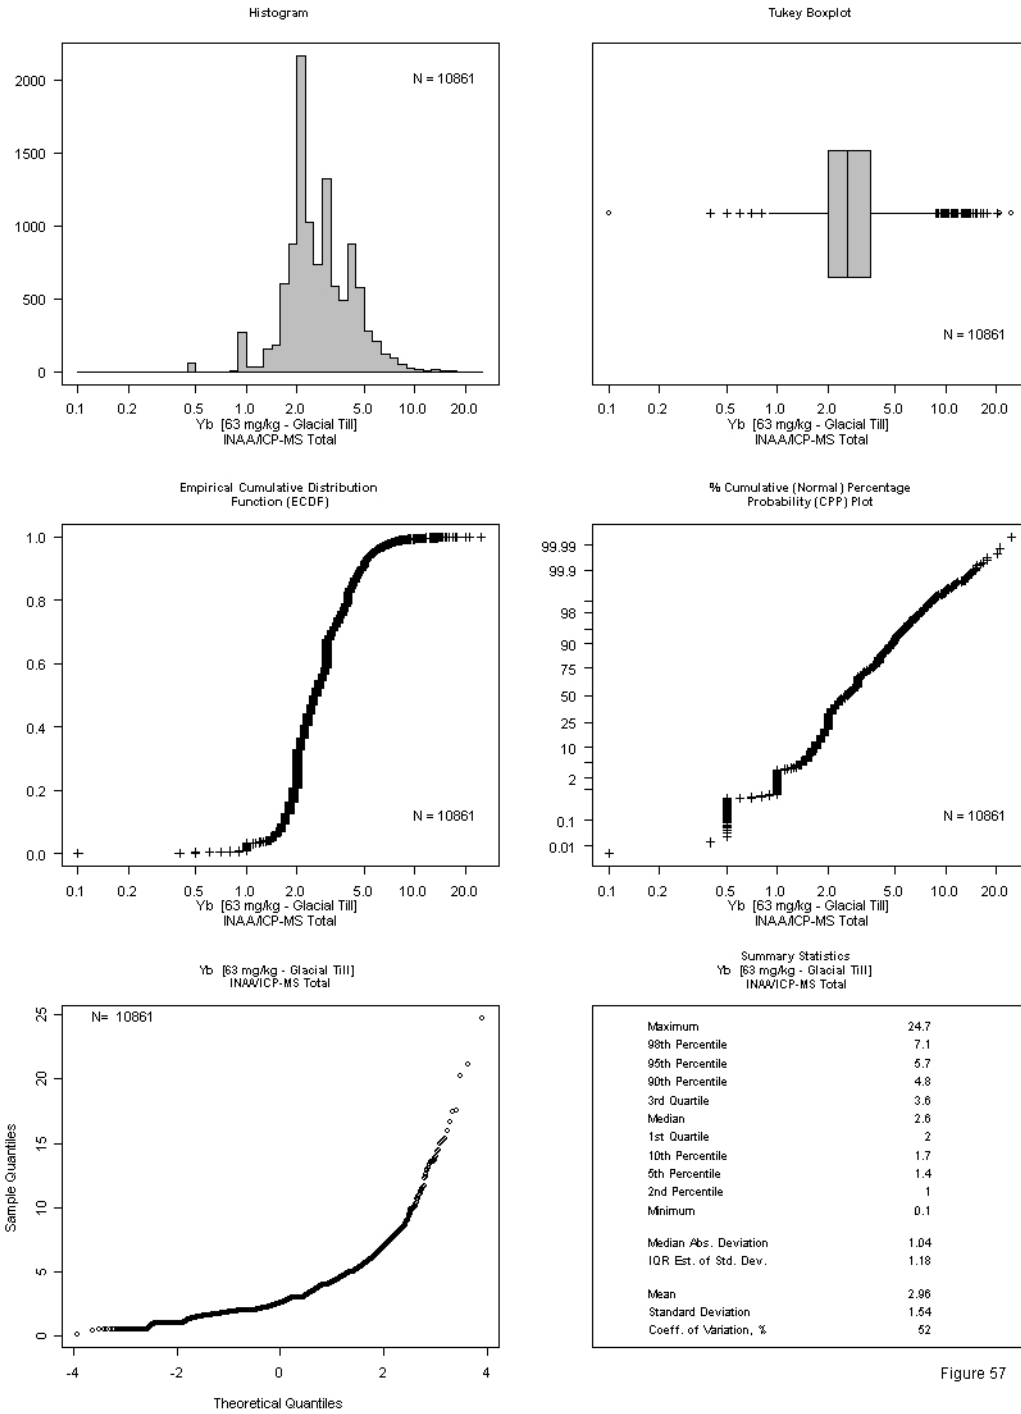 Histogram
N = 10861
2000
1500
1000
500
0
0.1 0.2 0.5 1.0 2.0 5.0 10.0 20.0
Yb [63 mg/kg - Glacial Till]
INAA/ICP-MS Total
Tukey Boxplot
N = 10861
0.1 0.2 0.5 1.0 2.0 5.0 10.0 20.0
Yb [63 mg/kg - Glacial Till]
INAA/ICP-MS Total
Empirical Cumulative Distribution
Function (ECDF)
1.0
0.8
0.6
0.4
0.2
0.0
N = 10861
0.1 0.2 0.5 1.0 2.0 5.0 10.0 20.0
Yb [63 mg/kg - Glacial Till]
INAA/ICP-MS Total
% Cumulative (Normal) Percentage
Probability (CPP) Plot
99.99
99.9
98
90
75
50
25
10
2
0.1
0.01
N = 10861
0.1 0.2 0.5 1.0 2.0 5.0 10.0 20.0
Yb [63 mg/kg - Glacial Till]
INAA/ICP-MS Total
Yb [63 mg/kg - Glacial Till]
INAA/ICP-MS Total
N= 10861
Sample Quantiles
25
20
15
10
5
0
-4 -2 0 2 4
Theoretical Quantiles
Summary Statistics
Yb [63 mg/kg - Glacial Till]
INAA/ICP-MS Total
Maximum 24.7
98th Percentile 7.1
95th Percentile 5.7
90th Percentile 4.8
3rd Quartile 3.6
Median 2.6
1st Quartile 2
10th Percentile 1.7
5th Percentile 1.4
2nd Percentile 1
Minimum 0.1
Median Abs. Deviation 1.04
IQR Est. of Std. Dev. 1.18
Mean 2.96
Standard Deviation 1.54
Coeff. of Variation, % 52
Figure 57